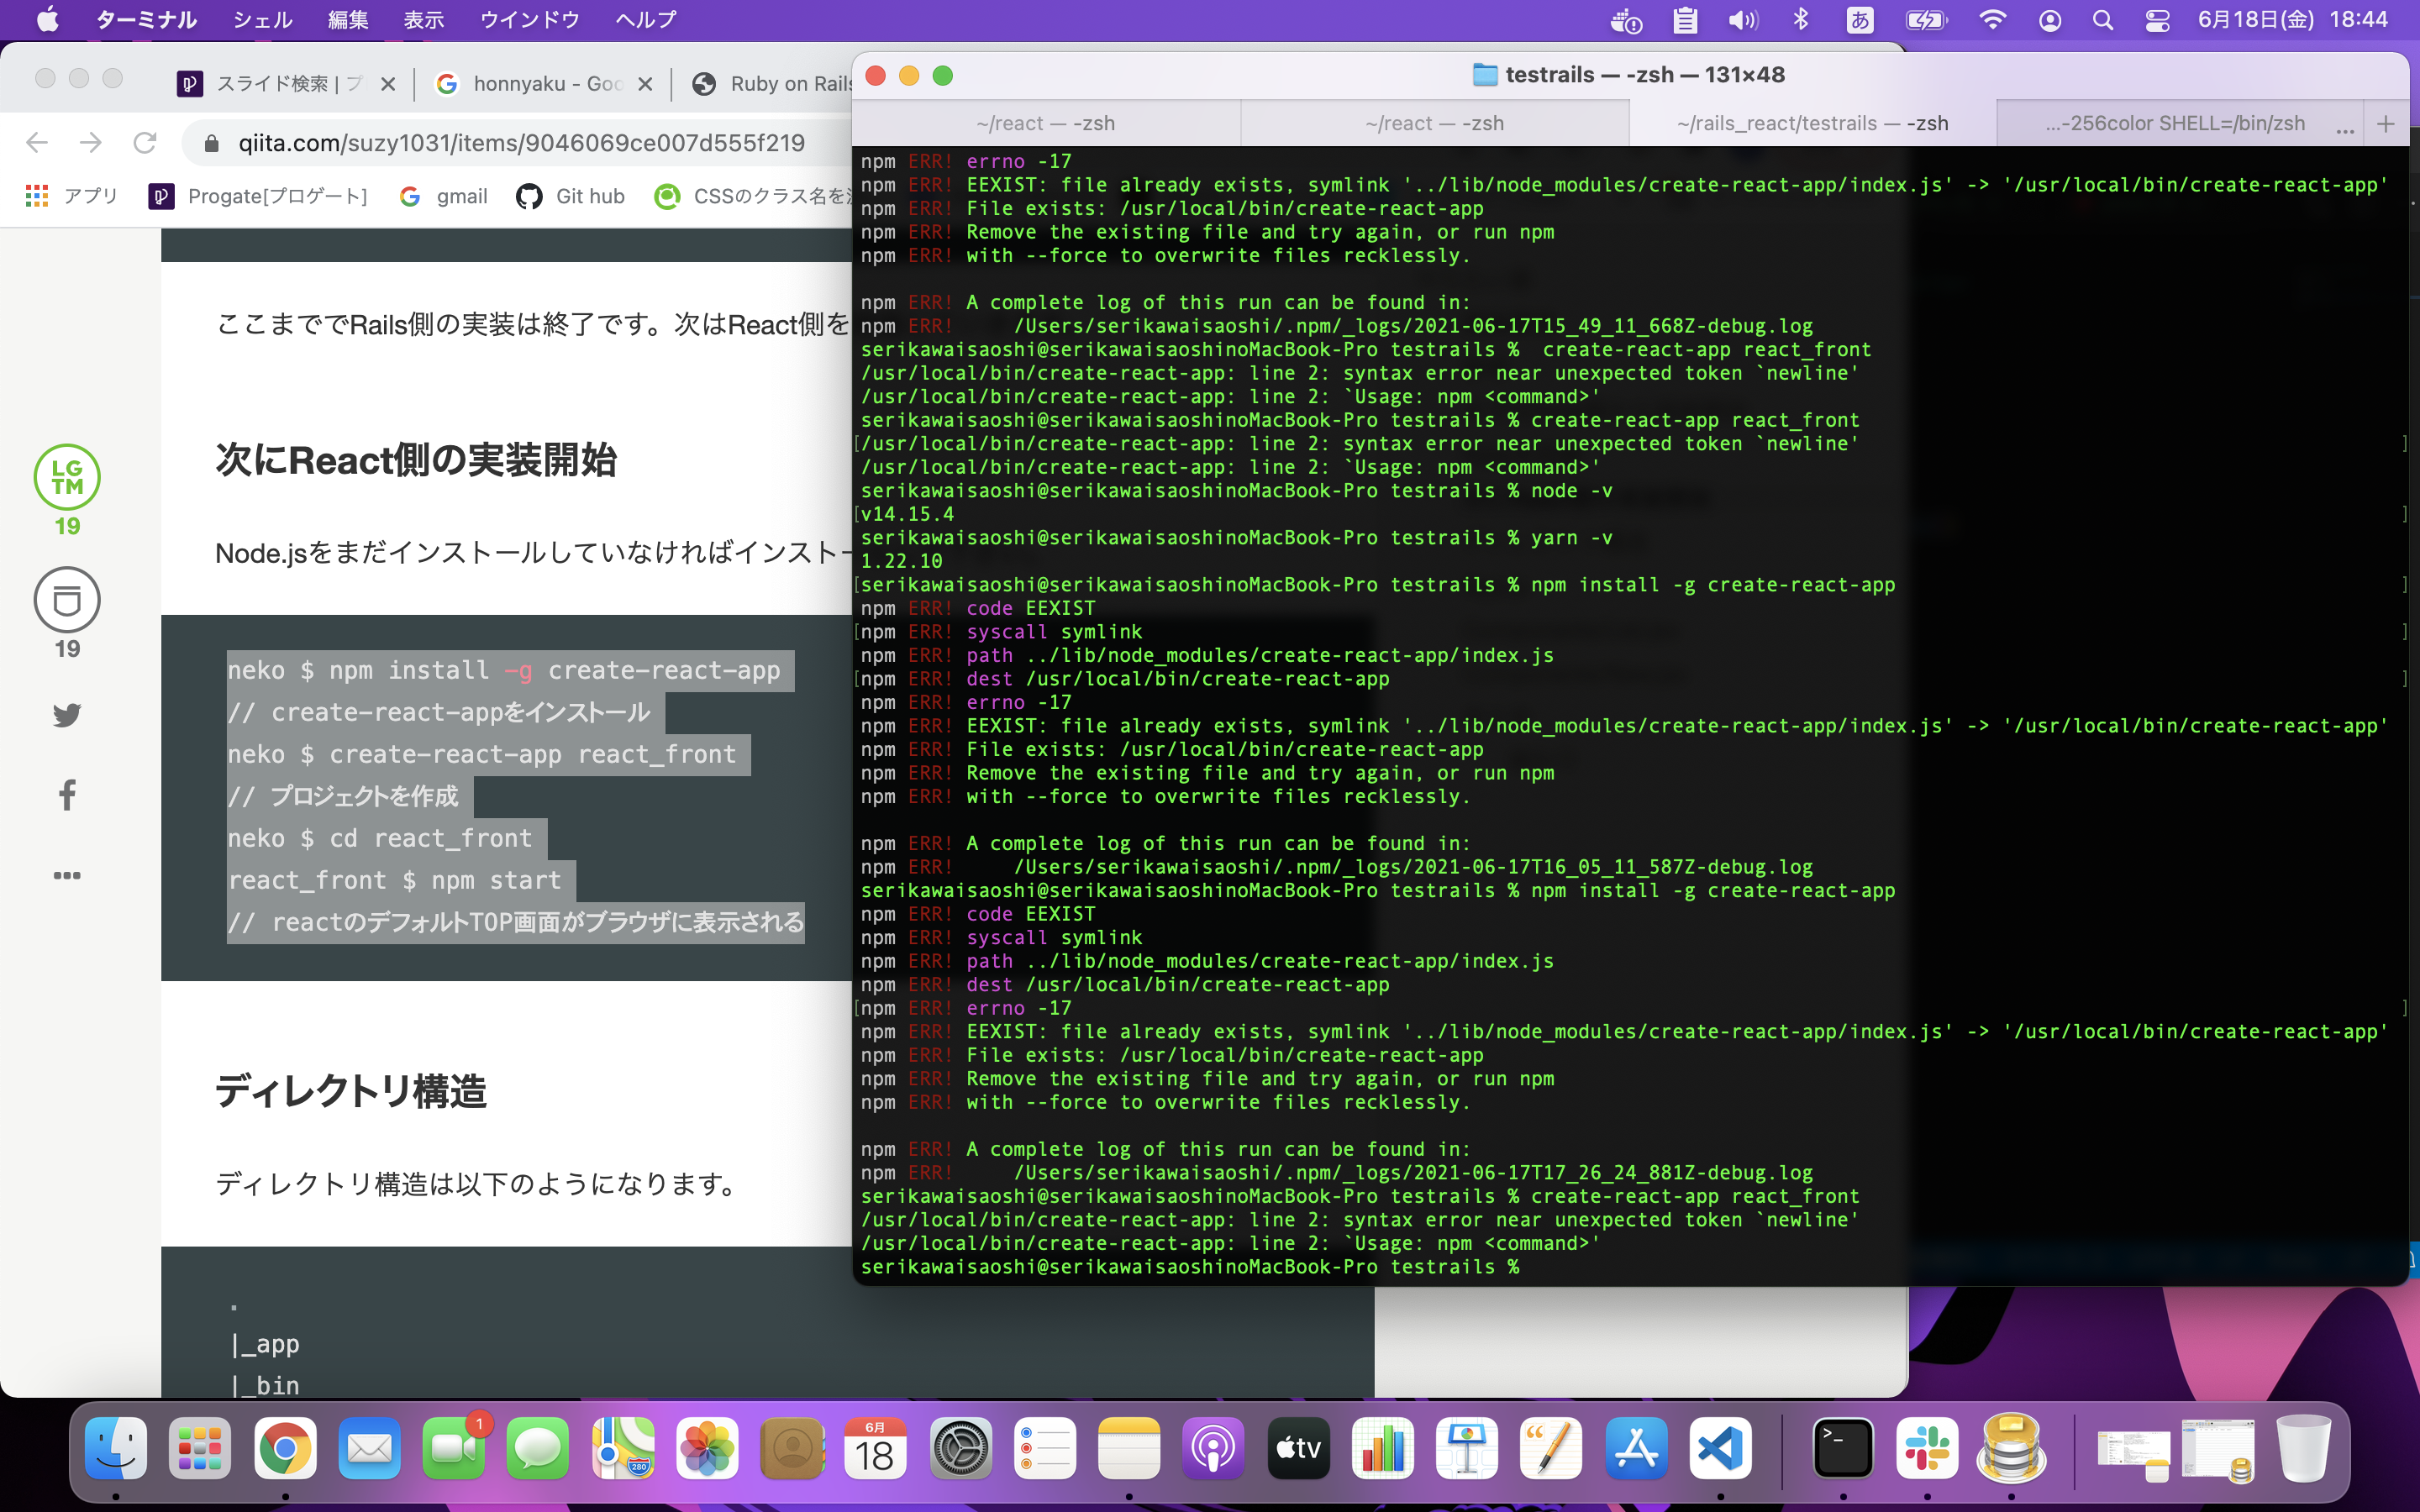 ターミナル シェル 編集 表示 ウインドウ ヘルプ
あ
6月18日(金) 18:44
スライド検索 | プ
honnyaku - Goo
Ruby on Rails
qiita.com/suzy1031/items/9046069ce007d555f219
アプリ
Progate[プロゲート]
gmail
Git hub
CSSのクラス名を
ここまででRails側の実装は終了です。次はReact側を
次にReact側の実装開始
LG
TM
19
Node.jsをまだインストールしていなければインストー
19
neko $ npm install -g create-react-app
// create-react-appをインストール
neko $ create-react-app react_front
// プロジェクトを作成
neko $ cd react_front
react_front $ npm start
// reactのデフォルトTOP画面がブラウザに表示される
ディレクトリ構造
ディレクトリ構造は以下のようになります。
.
|_app
|_bin
testrails — -zsh — 131×48
~/react — -zsh
~/react — -zsh
~/rails_react/testrails — -zsh
...-256color SHELL=/bin/zsh ...
npm ERR! errno -17
npm ERR! EEXIST: file already exists, symlink '../lib/node_modules/create-react-app/index.js' -> '/usr/local/bin/create-react-app'
npm ERR! File exists: /usr/local/bin/create-react-app
npm ERR! Remove the existing file and try again, or run npm
npm ERR! with --force to overwrite files recklessly.
npm ERR! A complete log of this run can be found in:
npm ERR!     /Users/serikawaisaoshi/.npm/_logs/2021-06-17T15_49_11_668Z-debug.log
serikawaisaoshi@serikawaisaoshinoMacBook-Pro testrails %  create-react-app react_front
/usr/local/bin/create-react-app: line 2: syntax error near unexpected token `newline'
/usr/local/bin/create-react-app: line 2: `Usage: npm <command>'
serikawaisaoshi@serikawaisaoshinoMacBook-Pro testrails % create-react-app react_front
[/usr/local/bin/create-react-app: line 2: syntax error near unexpected token `newline' ]
/usr/local/bin/create-react-app: line 2: `Usage: npm <command>'
serikawaisaoshi@serikawaisaoshinoMacBook-Pro testrails % node -v
[v14.15.4 ]
serikawaisaoshi@serikawaisaoshinoMacBook-Pro testrails % yarn -v
1.22.10
[serikawaisaoshi@serikawaisaoshinoMacBook-Pro testrails % npm install -g create-react-app ]
npm ERR! code EEXIST
[npm ERR! syscall symlink ]
npm ERR! path ../lib/node_modules/create-react-app/index.js
[npm ERR! dest /usr/local/bin/create-react-app ]
npm ERR! errno -17
npm ERR! EEXIST: file already exists, symlink '../lib/node_modules/create-react-app/index.js' -> '/usr/local/bin/create-react-app'
npm ERR! File exists: /usr/local/bin/create-react-app
npm ERR! Remove the existing file and try again, or run npm
npm ERR! with --force to overwrite files recklessly.
npm ERR! A complete log of this run can be found in:
npm ERR!     /Users/serikawaisaoshi/.npm/_logs/2021-06-17T16_05_11_587Z-debug.log
serikawaisaoshi@serikawaisaoshinoMacBook-Pro testrails % npm install -g create-react-app
npm ERR! code EEXIST
npm ERR! syscall symlink
npm ERR! path ../lib/node_modules/create-react-app/index.js
npm ERR! dest /usr/local/bin/create-react-app
[npm ERR! errno -17 ]
npm ERR! EEXIST: file already exists, symlink '../lib/node_modules/create-react-app/index.js' -> '/usr/local/bin/create-react-app'
npm ERR! File exists: /usr/local/bin/create-react-app
npm ERR! Remove the existing file and try again, or run npm
npm ERR! with --force to overwrite files recklessly.
npm ERR! A complete log of this run can be found in:
npm ERR!     /Users/serikawaisaoshi/.npm/_logs/2021-06-17T17_26_24_881Z-debug.log
serikawaisaoshi@serikawaisaoshinoMacBook-Pro testrails % create-react-app react_front
/usr/local/bin/create-react-app: line 2: syntax error near unexpected token `newline'
/usr/local/bin/create-react-app: line 2: `Usage: npm <command>'
serikawaisaoshi@serikawaisaoshinoMacBook-Pro testrails %
1
280
6月
18
tv
>_